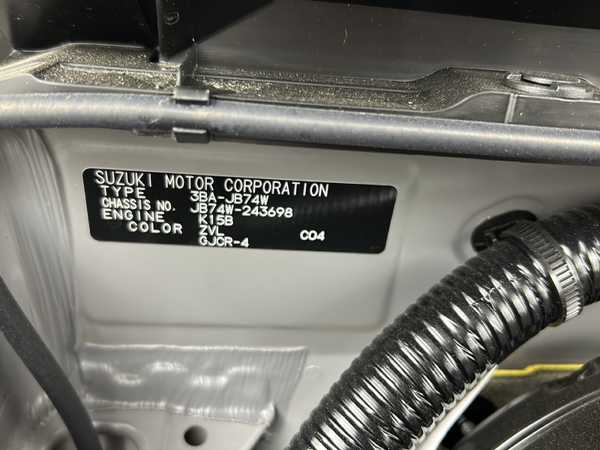 SUZUKI MOTOR CORPORATION
TYPE 3BA-JB74W
CHASSIS NO. JB74W-243698
ENGINE K15B
COLOR ZVL C04
GJCR-4